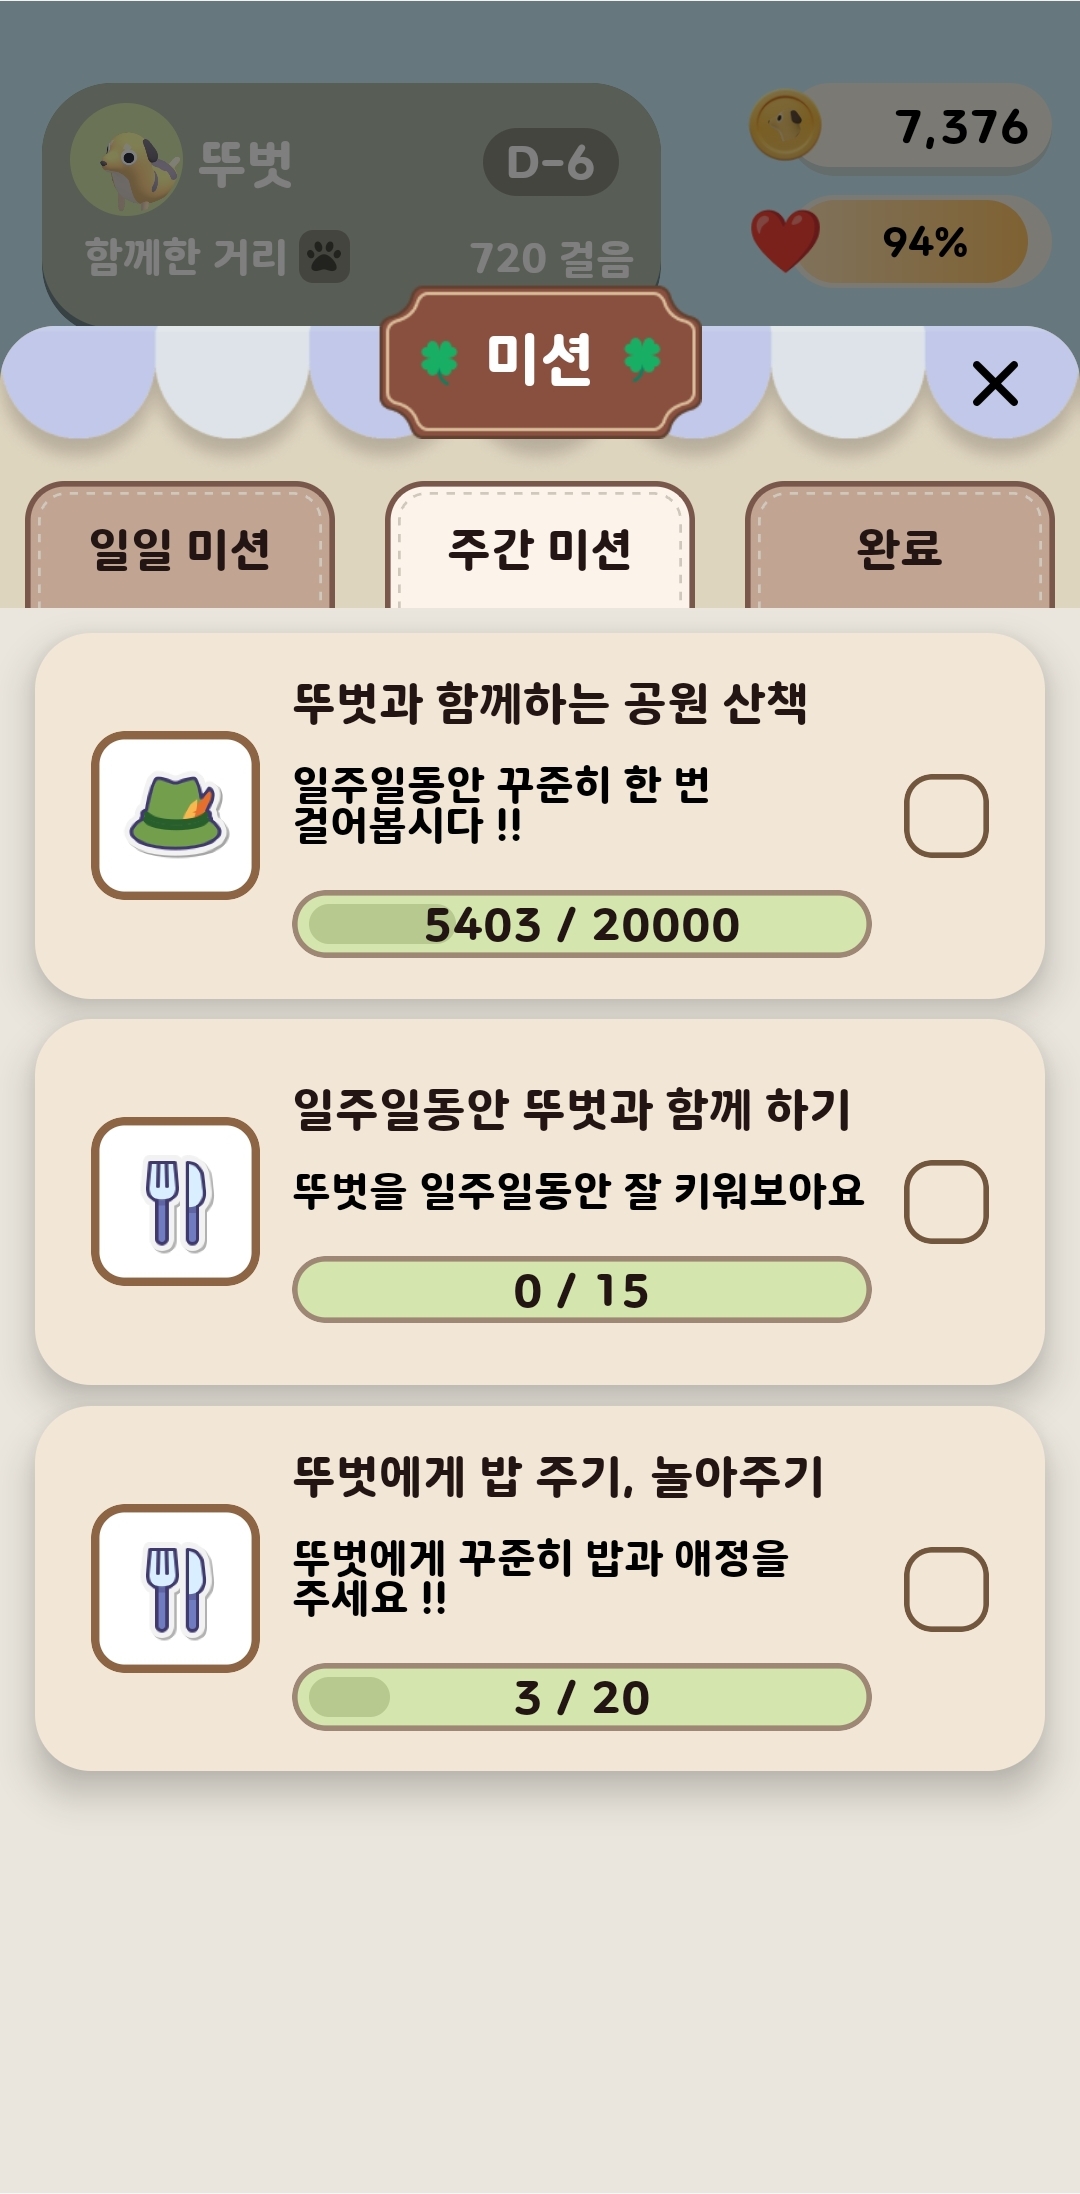 뚜벗
D-6
7,376
함께한 거리
720 걸음
94%
미션
일일 미션
주간 미션
완료
뚜벗과 함께하는 공원 산책
일주일동안 꾸준히 한 번
걸어봅시다 !!
5403 / 20000
일주일동안 뚜벗과 함께 하기
뚜벗을 일주일동안 잘 키워보아요
0 / 15
뚜벗에게 밥 주기, 놀아주기
뚜벗에게 꾸준히 밥과 애정을
주세요 !!
3 / 20